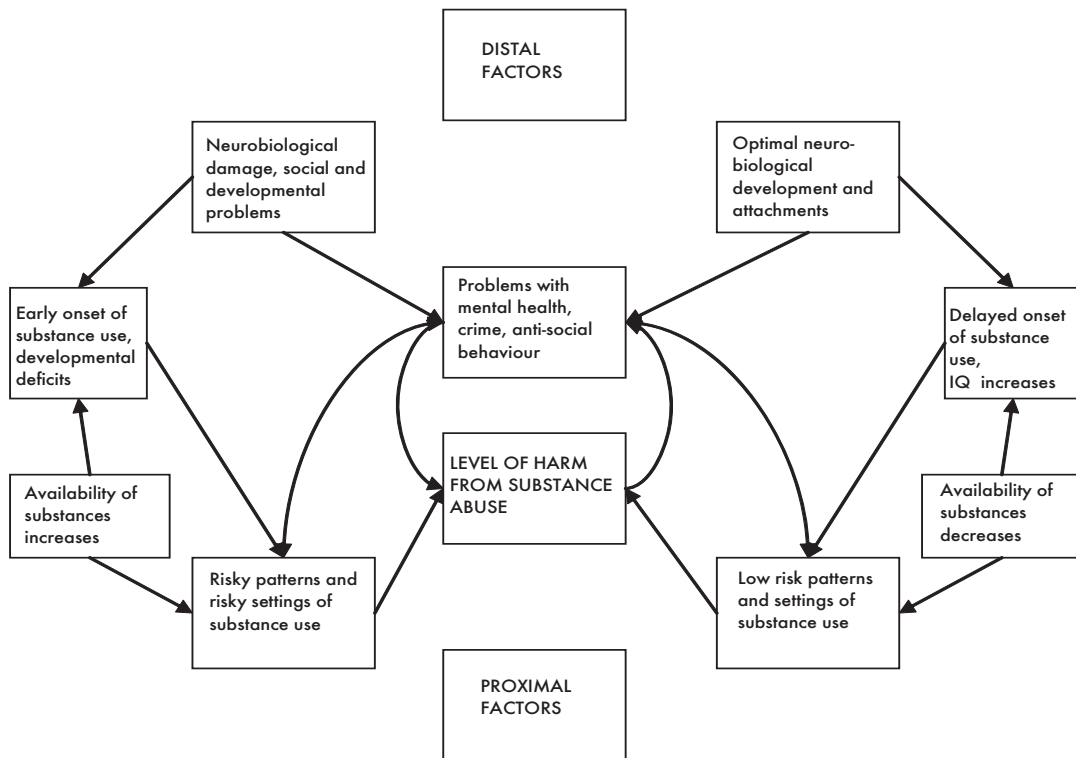 DISTAL
FACTORS
Neurobiological
damage, social and
developmental
problems
Optimal neuro-
biological
development and
attachments
Problems with
mental health,
crime, anti-social
behaviour
Early onset of
substance use,
developmental
deficits
Delayed onset
of substance
use,
IQ increases
LEVEL OF HARM
FROM SUBSTANCE
ABUSE
Availability of
substances
increases
Availability of
substances
decreases
Risky patterns and
risky settings of
substance use
Low risk patterns
and settings of
substance use
PROXIMAL
FACTORS